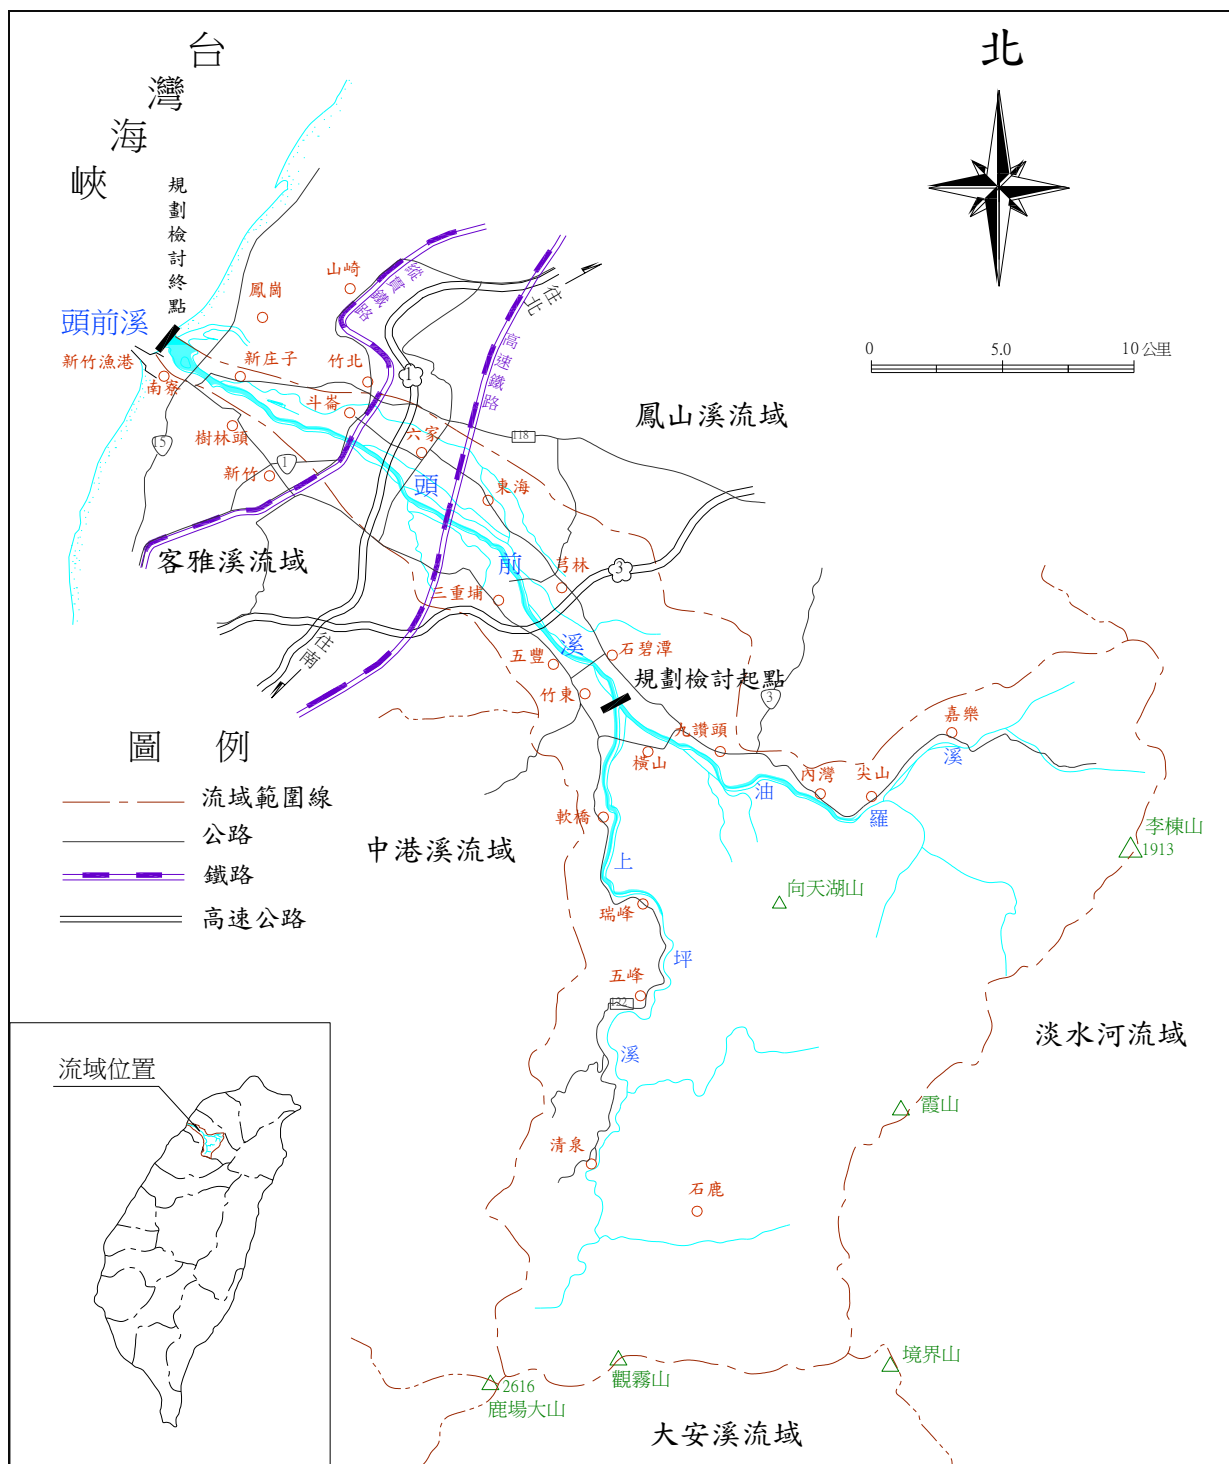 台灣海峽
北
規劃檢討終點
頭前溪
新竹漁港
南寮
鳳崗
山崎
縱貫鐵路
往北
高速鐵路
0 5.0 10 公里
新庄子
竹北
1
斗崙
鳳山溪流域
樹林頭
15
1
新竹
六家
118
頭
東海
客雅溪流域
前
芎林
3
三重埔
往南
溪
五豐
石碧潭
竹東
規劃檢討起點
3
九讚頭
橫山
嘉樂
溪
內灣
尖山
油
羅
圖例
流域範圍線
公路
鐵路
高速公路
軟橋
中港溪流域
上
李棟山
1913
向天湖山
瑞峰
坪
五峰
122
溪
淡水河流域
流域位置
霞山
清泉
石鹿
境界山
觀霧山
2616
鹿場大山
大安溪流域